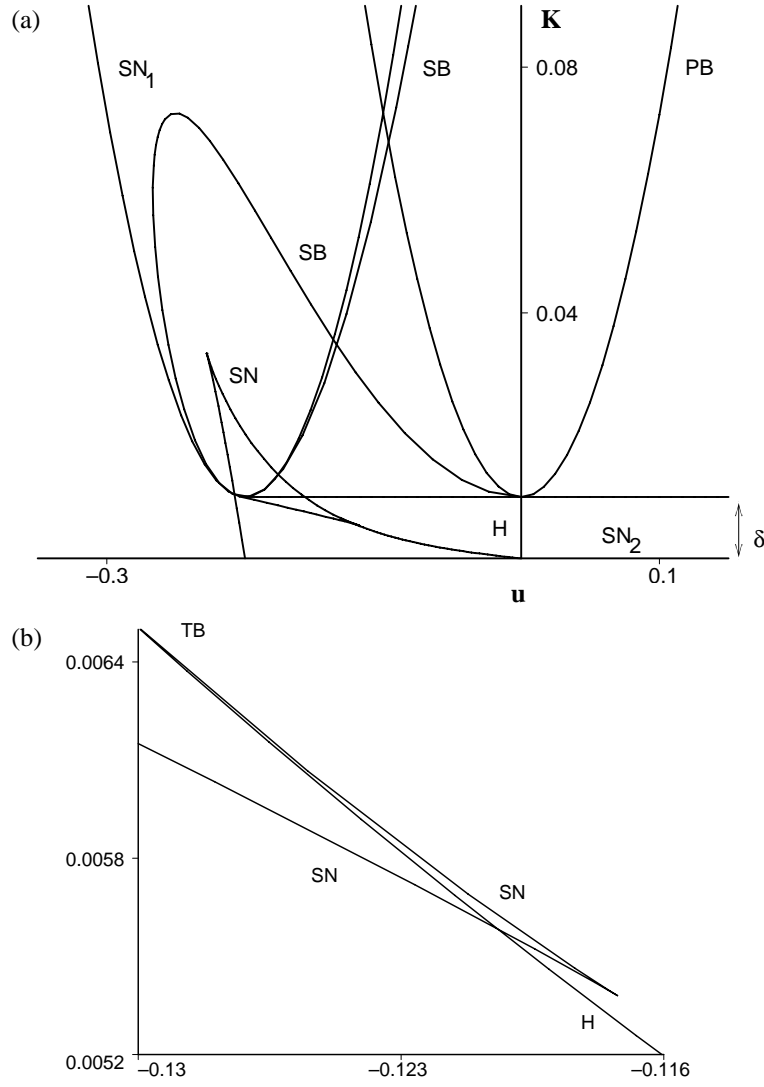 (a)
K
SN1
SB
PB
0.08
SB
0.04
SN
H
SN2
δ
–0.3
0.1
u
(b)
TB
0.0064
0.0058
SN
SN
H
0.0052
–0.13
–0.123
–0.116